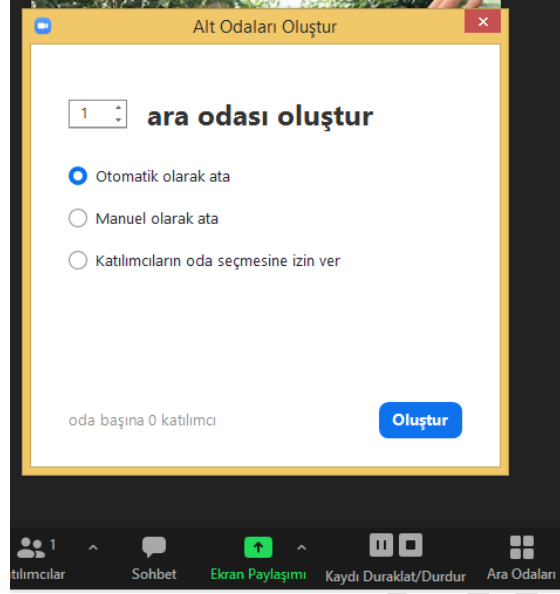 Alt Odaları Oluştur
1 ara odası oluştur
Otomatik olarak ata
Manuel olarak ata
Katılımcıların oda seçmesine izin ver
oda başına 0 katılımcı
Oluştur
1
tılımcılar Sohbet Ekran Paylaşımı Kaydı Duraklat/Durdur Ara Odaları